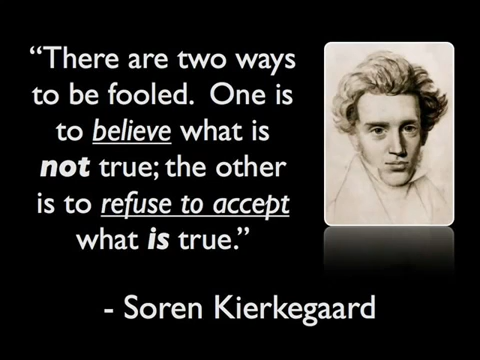 “There are two ways
to be fooled. One is
to believe what is
not true; the other
is to refuse to accept
what is true.”
- Soren Kierkegaard